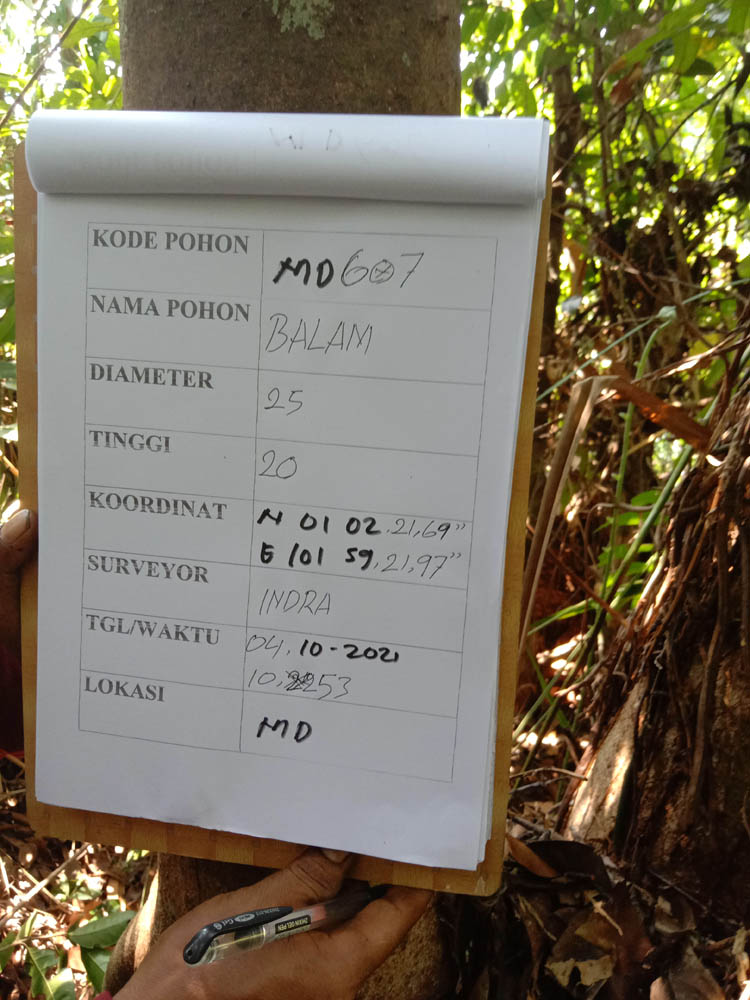 KODE POHON MD607
NAMA POHON BALAM
DIAMETER 25
TINGGI 20
KOORDINAT N 01 02.21,69"
E 101 59.21,97"
SURVEYOR INDRA
TGL/WAKTU 04.10-2021
10.53
LOKASI MD